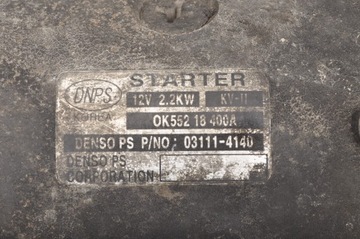 STARTER
DNPS
12V 2.2KW
KOREA
OK552 18 400A
DENSO PS P/NO: 03111-4140
DENSO PS
CORPORATION